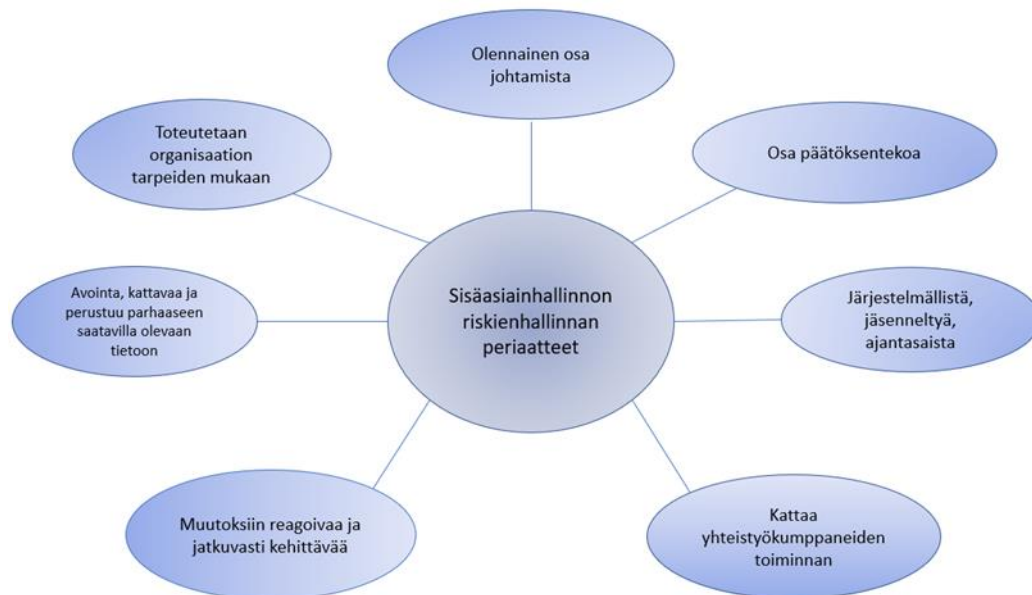 Olennainen osa
johtamista
Toteutetaan
organisaation
tarpeiden mukaan
Osa päätöksentekoa
Sisäasiainhallinnon
riskienhallinnan
periaatteet
Avointa, kattavaa ja
perustuu parhaaseen
saatavilla olevaan
tietoon
Järjestelmällistä,
jäsenneltyä,
ajantasaista
Muutoksiin reagoivaa ja
jatkuvasti kehittävää
Kattaa
yhteistyökumppaneiden
toiminnan